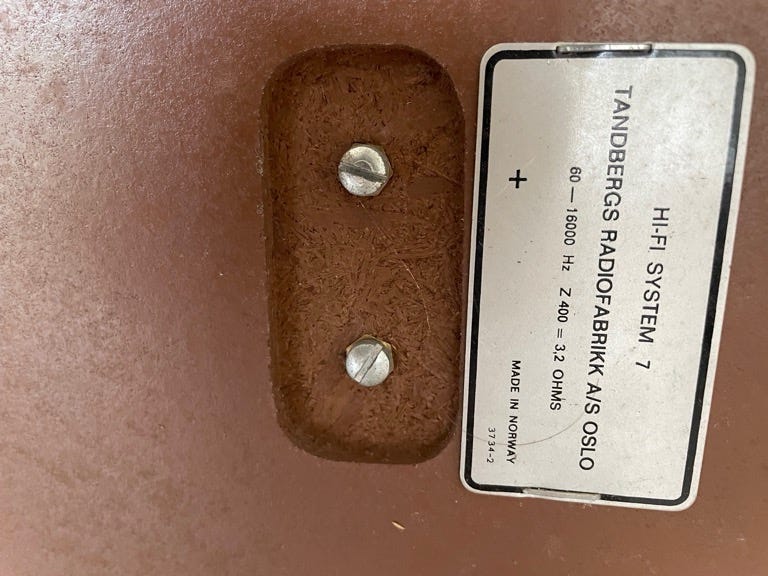 HI-FI SYSTEM 7
TANDBERGS RADIOFABRIKK A/S OSLO
60 — 16000 Hz Z 400 = 3,2 OHMS
+
MADE IN NORWAY
3734-2